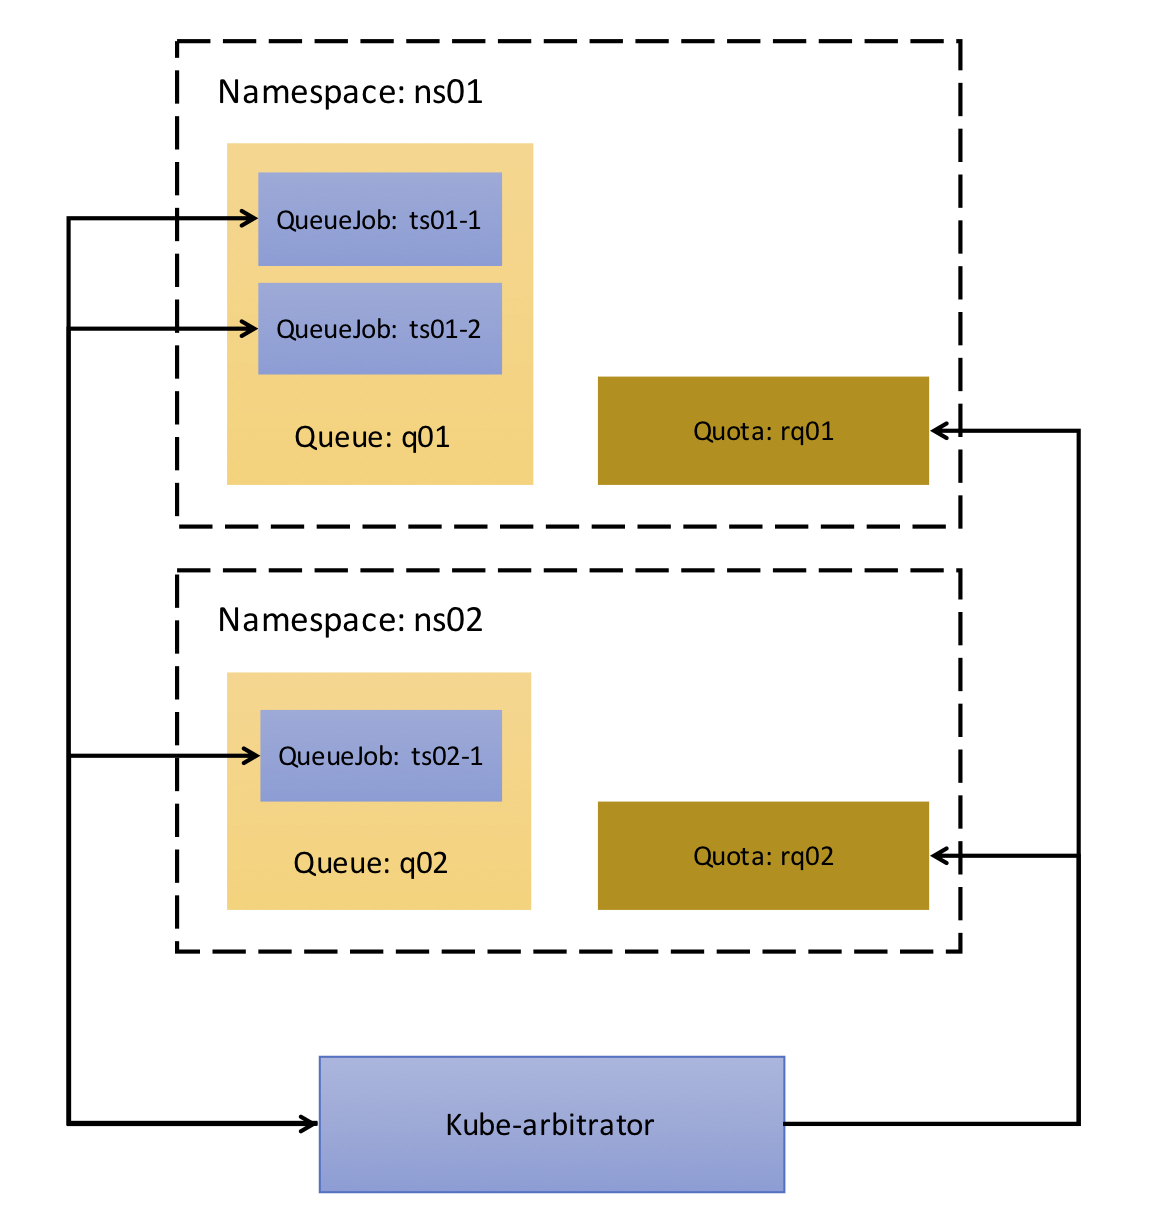 Namespace: ns01
QueueJob: ts01-1
QueueJob: ts01-2
Queue: q01
Quota: rq01
Namespace: ns02
QueueJob: ts02-1
Queue: q02
Quota: rq02
Kube-arbitrator